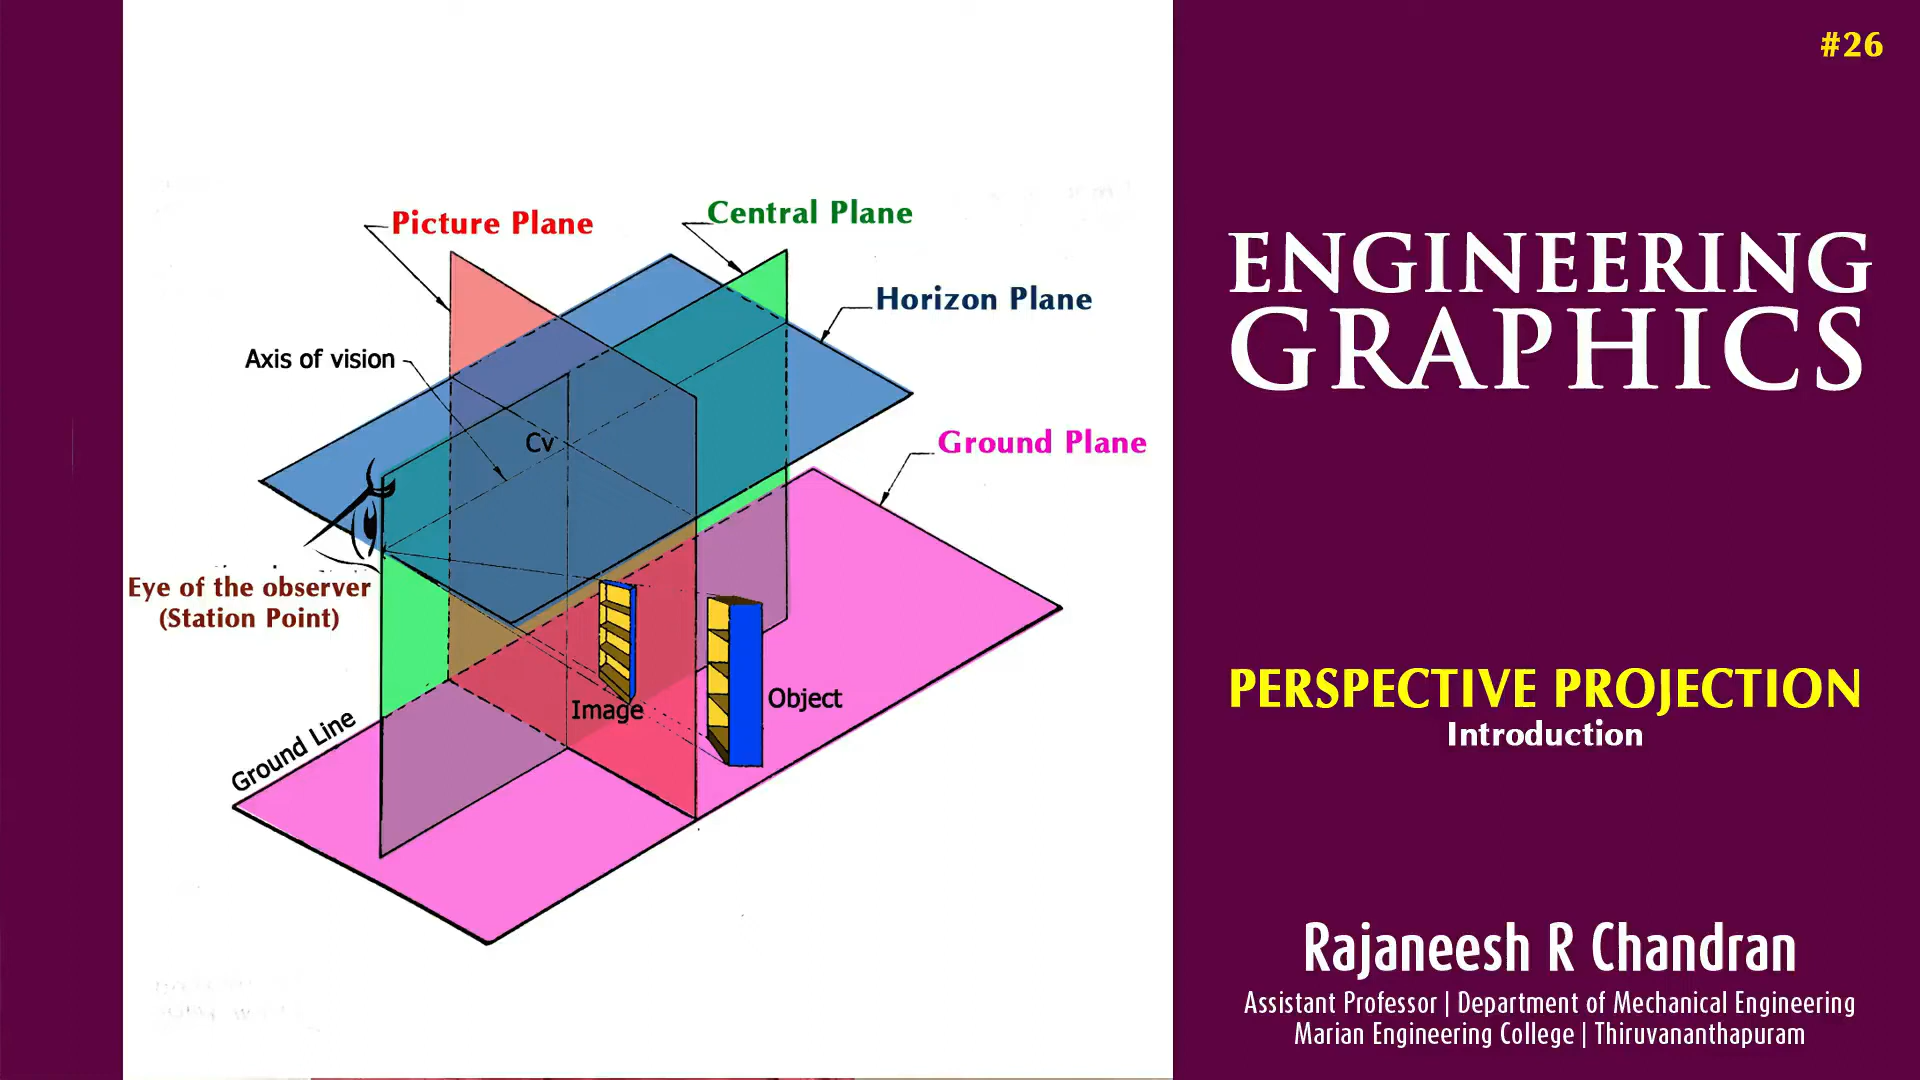 #26
Picture Plane
Central Plane
Horizon Plane
Axis of vision
Cv
Ground Plane
Eye of the observer
(Station Point)
Image
Object
Ground Line
ENGINEERING
GRAPHICS
PERSPECTIVE PROJECTION
Introduction
Rajaneesh R Chandran
Assistant Professor | Department of Mechanical Engineering
Marian Engineering College | Thiruvananthapuram